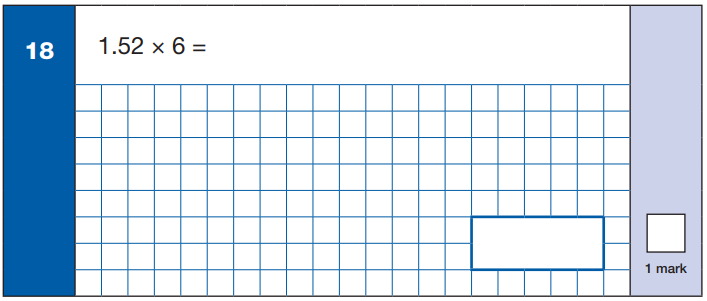 18
1.52 × 6 =
1 mark